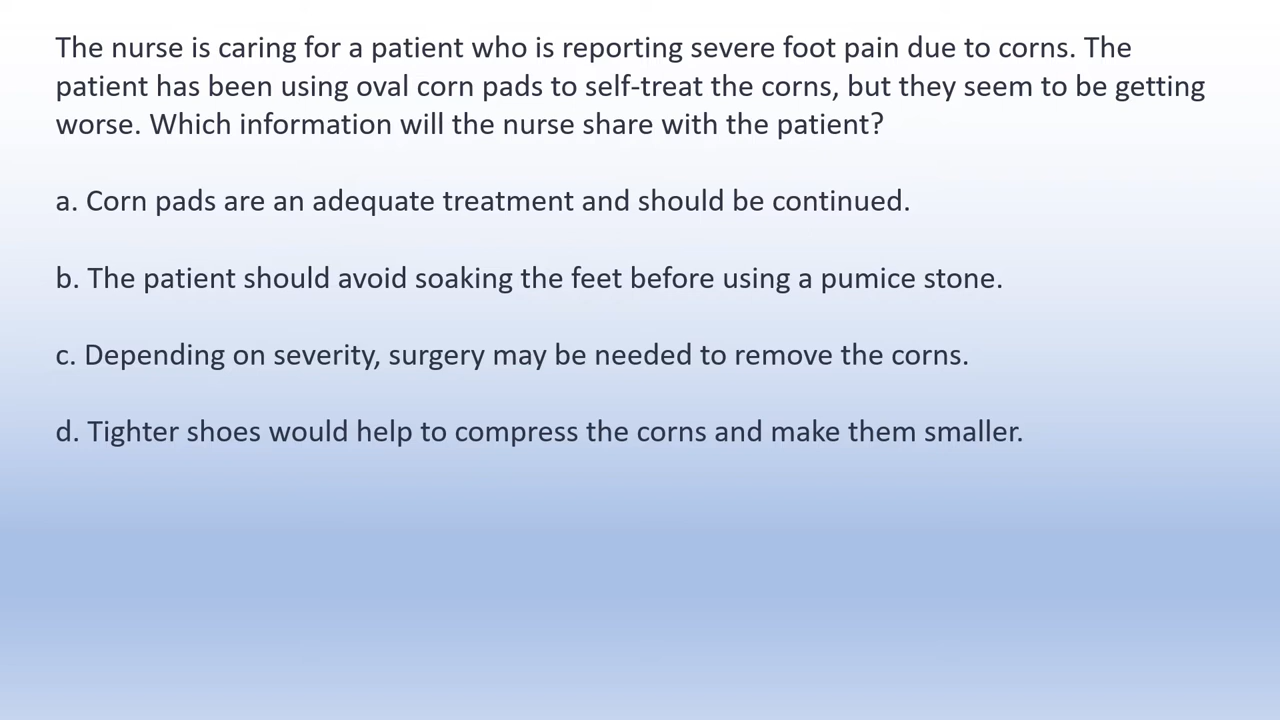 The nurse is caring for a patient who is reporting severe foot pain due to corns. The
patient has been using oval corn pads to self-treat the corns, but they seem to be getting
worse. Which information will the nurse share with the patient?
a. Corn pads are an adequate treatment and should be continued.
b. The patient should avoid soaking the feet before using a pumice stone.
c. Depending on severity, surgery may be needed to remove the corns.
d. Tighter shoes would help to compress the corns and make them smaller.